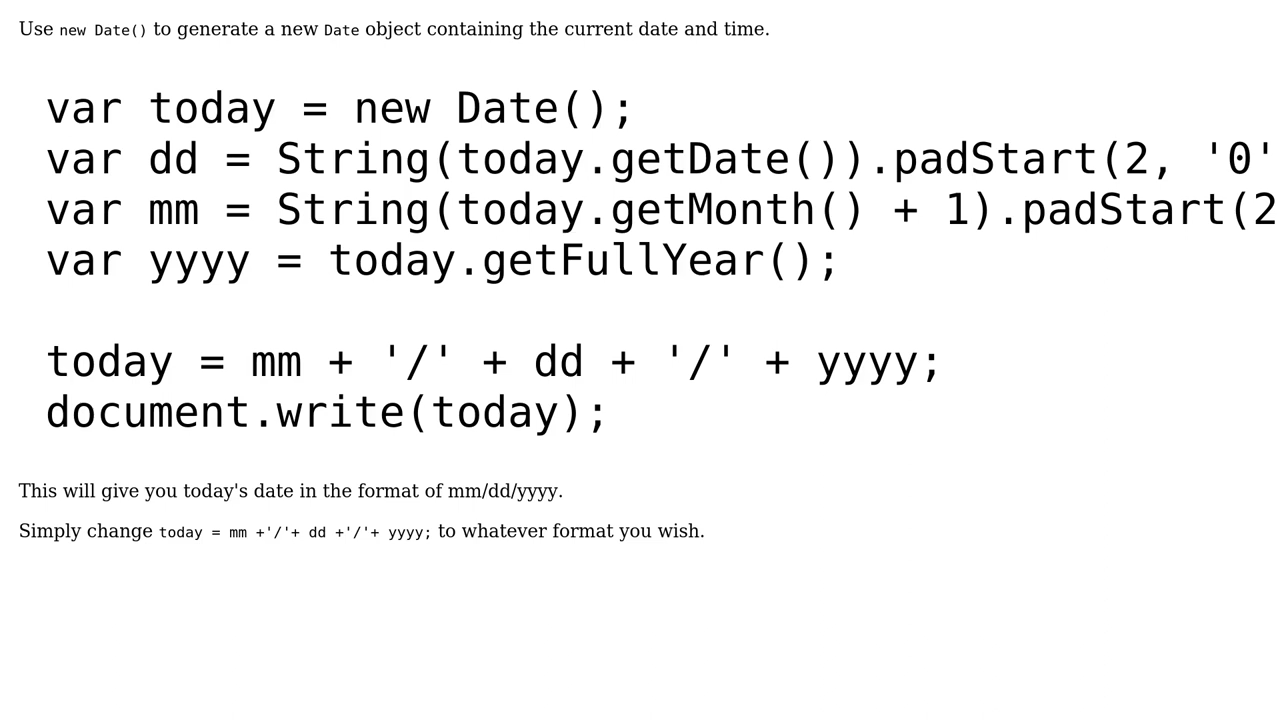 Use new Date() to generate a new Date object containing the current date and time.
var today = new Date();
var dd = String(today.getDate()).padStart(2, '0'
var mm = String(today.getMonth() + 1).padStart(2
var yyyy = today.getFullYear();
today = mm + '/' + dd + '/' + yyyy;
document.write(today);
This will give you today's date in the format of mm/dd/yyyy.
Simply change today = mm +'/'+ dd +'/'+ yyyy; to whatever format you wish.